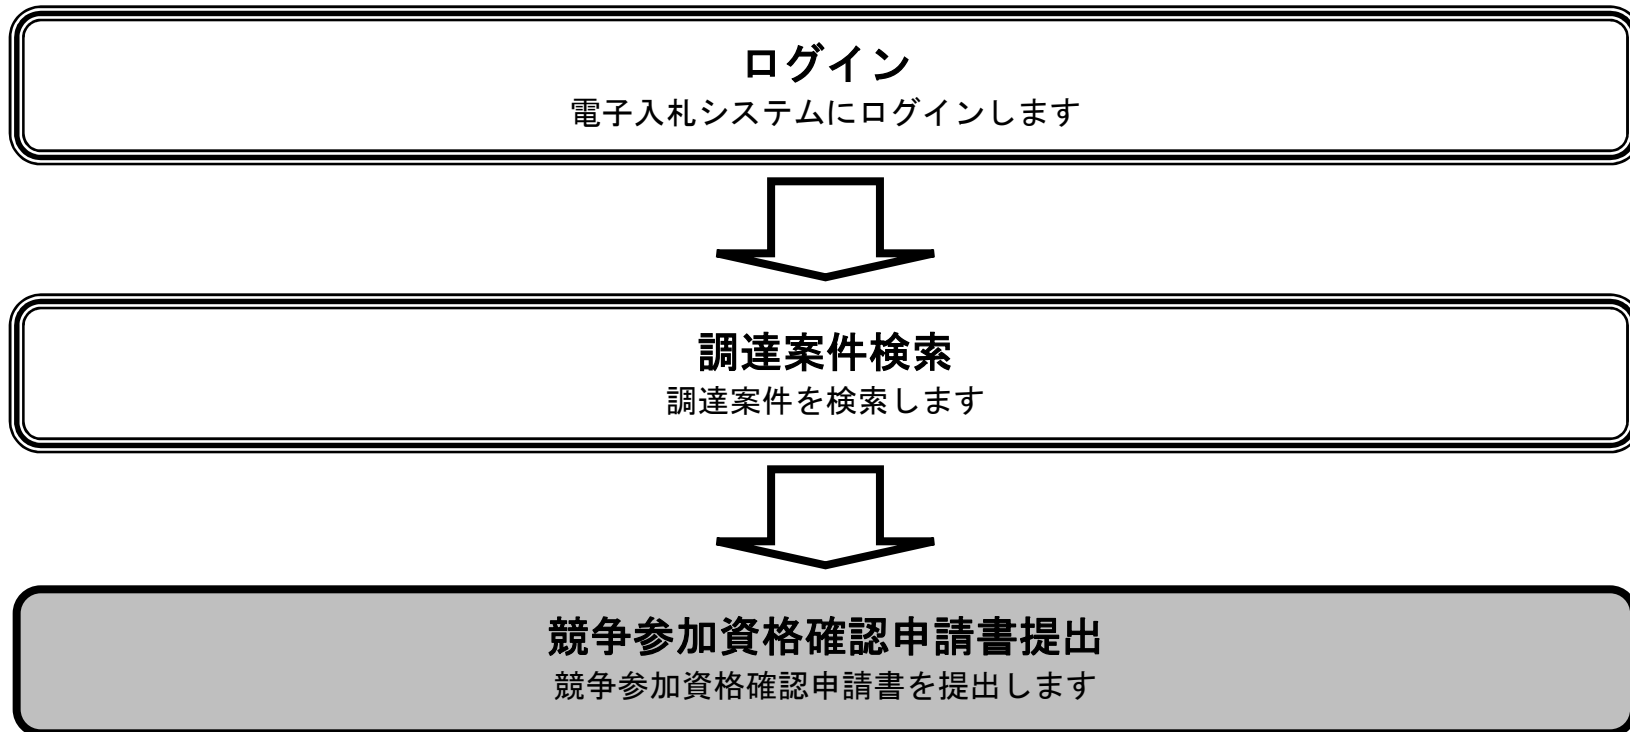 ログイン
電子入札システムにログインします
調達案件検索
調達案件を検索します
競争参加資格確認申請書提出
競争参加資格確認申請書を提出します